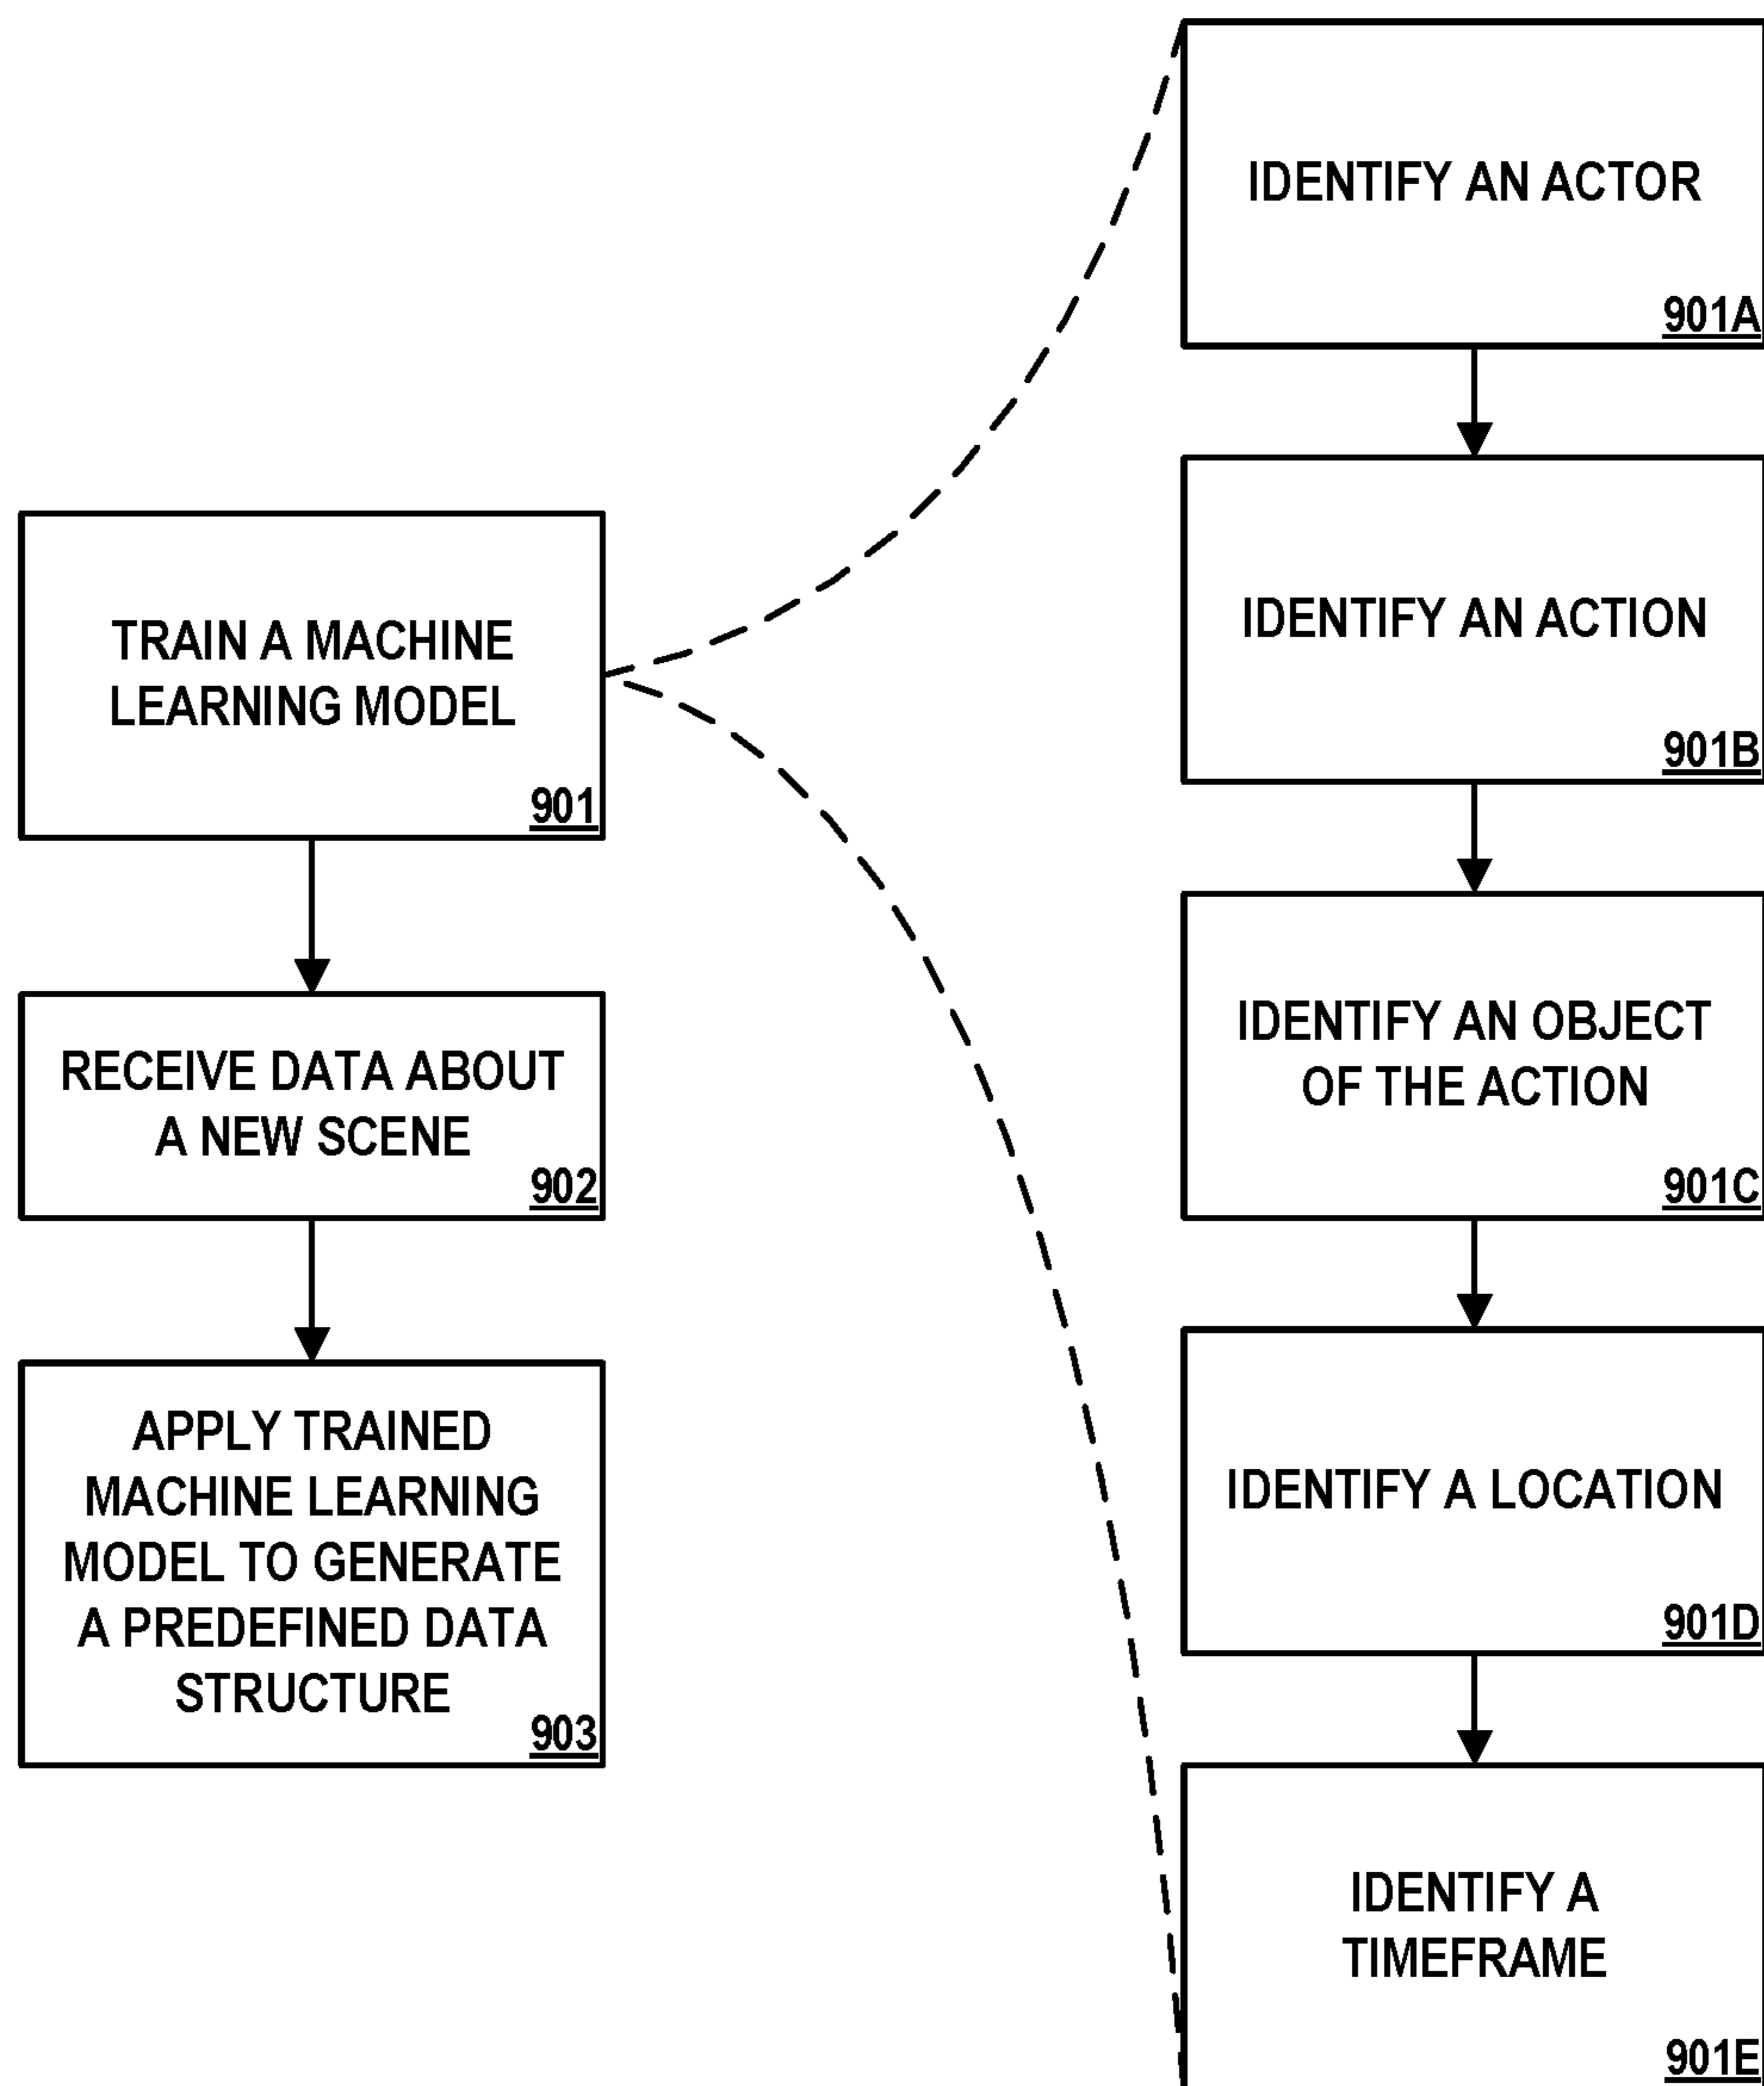 TRAIN A MACHINE
LEARNING MODEL
901
RECEIVE DATA ABOUT
A NEW SCENE
902
APPLY TRAINED
MACHINE LEARNING
MODEL TO GENERATE
A PREDEFINED DATA
STRUCTURE
903
IDENTIFY AN ACTOR
901A
IDENTIFY AN ACTION
901B
IDENTIFY AN OBJECT
OF THE ACTION
901C
IDENTIFY A LOCATION
901D
IDENTIFY A
TIMEFRAME
901E